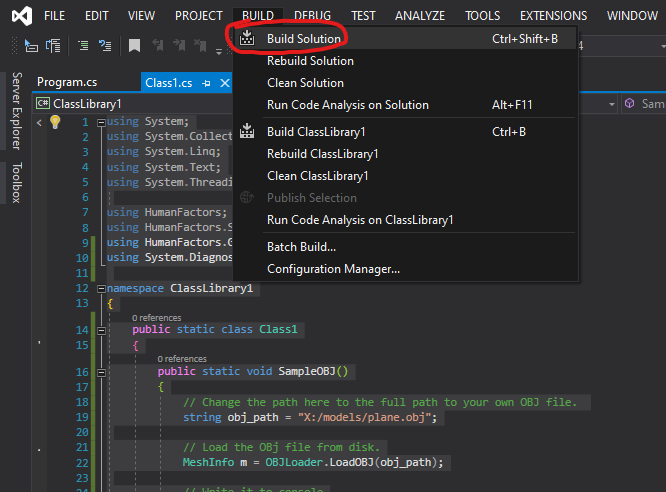 FILE EDIT VIEW GIT PROJECT BUILD DEBUG TEST ANALYZE TOOLS EXTENSIONS WINDOW
Build Solution Ctrl+Shift+B
4
Rebuild Solution
Program.cs Class1.cs
Clean Solution
ClassLibrary1
Run Code Analysis on Solution Alt+F11
Sam
Server Explorer
Toolbox
Build ClassLibrary1 Ctrl+B
Rebuild ClassLibrary1
Clean ClassLibrary1
Publish Selection
Run Code Analysis on ClassLibrary1
Batch Build...
Configuration Manager...
1 using System;
2 using System.Collect
3 using System.Linq;
4 using System.Text;
5 using System.Threadi
6
7 using HumanFactors;
8 using HumanFactors.S
9 using HumanFactors.G
10 using System.Diagnos
11
12 namespace ClassLibrary1
13 {
0 references
14 public static class Class1
15 {
0 references
16 public static void SampleOBJ()
17 {
18 // Change the path here to the full path to your own OBJ file.
19 string obj_path = "X:/models/plane.obj";
20
21 // Load the OBj file from disk.
22 MeshInfo m = OBJLoader.LoadOBJ(obj_path);
23
24 // Write it to console